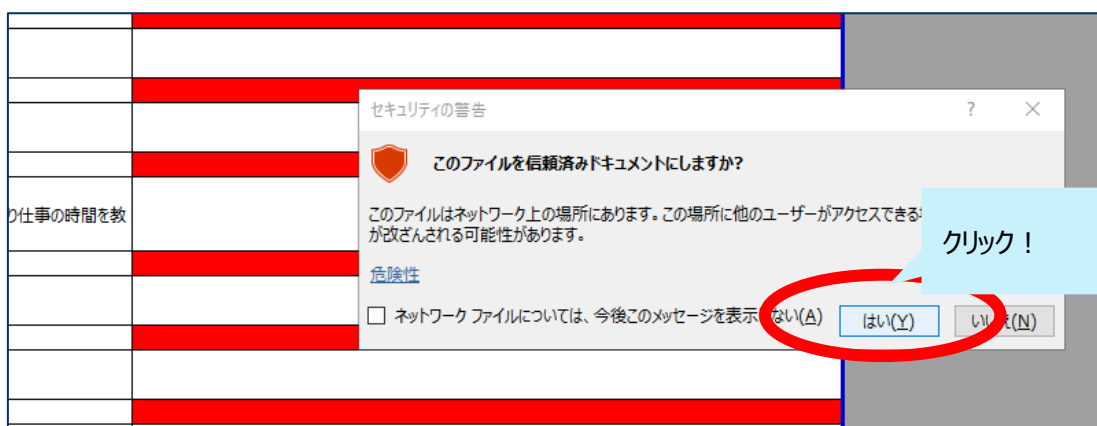 セキュリティの警告
?
このファイルを信頼済みドキュメントにしますか?
り仕事の時間を教
このファイルはネットワーク上の場所にあります。この場所に他のユーザーがアクセスできる
が改ざんされる可能性があります。
クリック！
危険性
ネットワーク ファイルについては、今後このメッセージを表示 ない(A)
はい(Y)
いいえ(N)